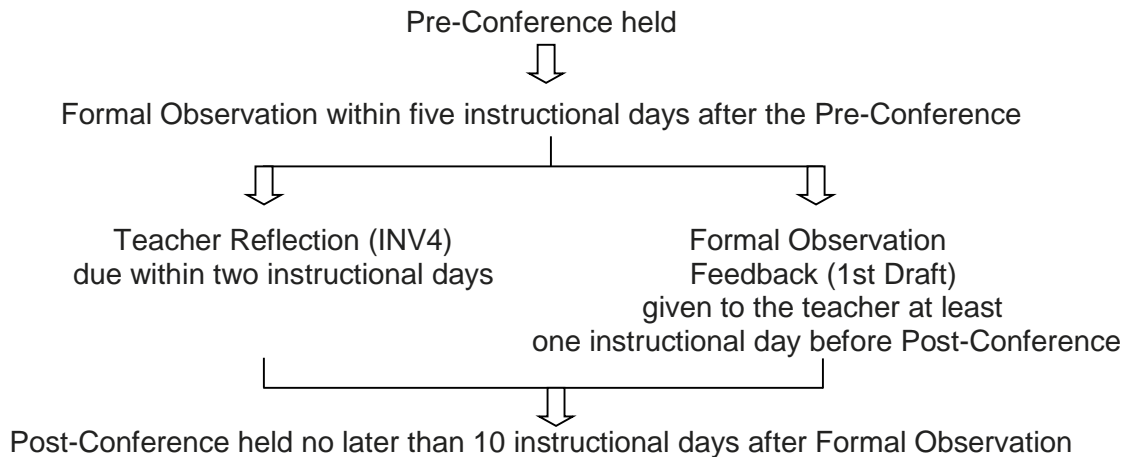 Pre-Conference held
Formal Observation within five instructional days after the Pre-Conference
Teacher Reflection (INV4)
due within two instructional days
Formal Observation
Feedback (1st Draft)
given to the teacher at least
one instructional day before Post-Conference
Post-Conference held no later than 10 instructional days after Formal Observation